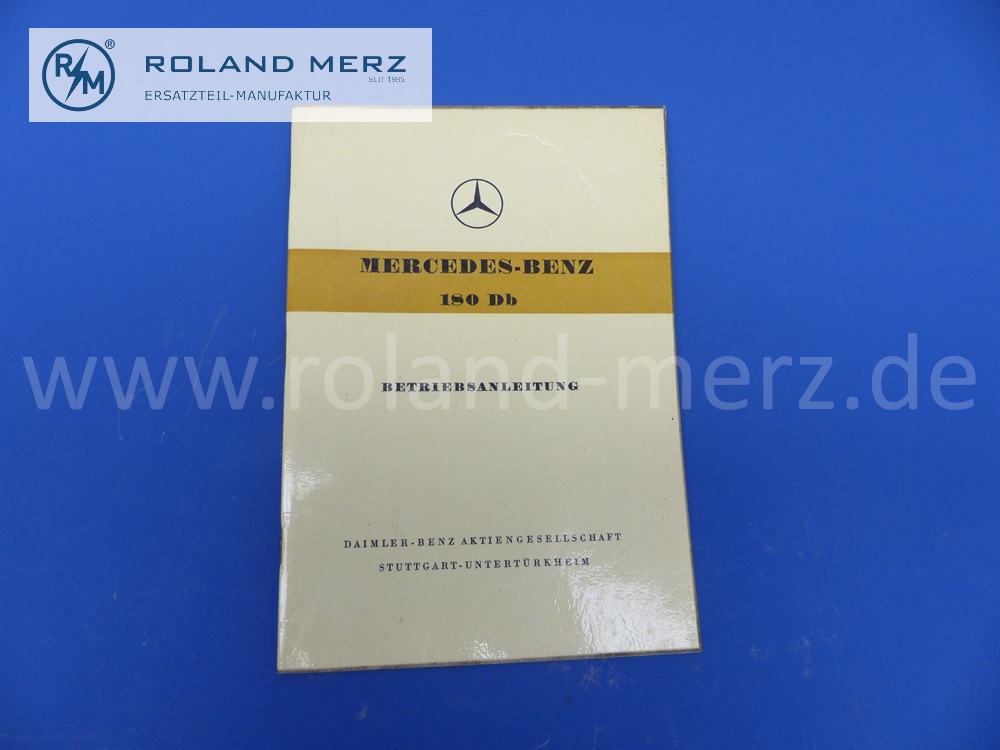 R/M®
ROLAND MERZ
SEIT 1985
ERSATZTEIL-MANUFAKTUR
MERCEDES-BENZ
180 Db
www.roland-merz.de
BETRIEBSANLEITUNG
DAIMLER-BENZ AKTIENGESELLSCHAFT
STUTTGART-UNTERTÜRKHEIM